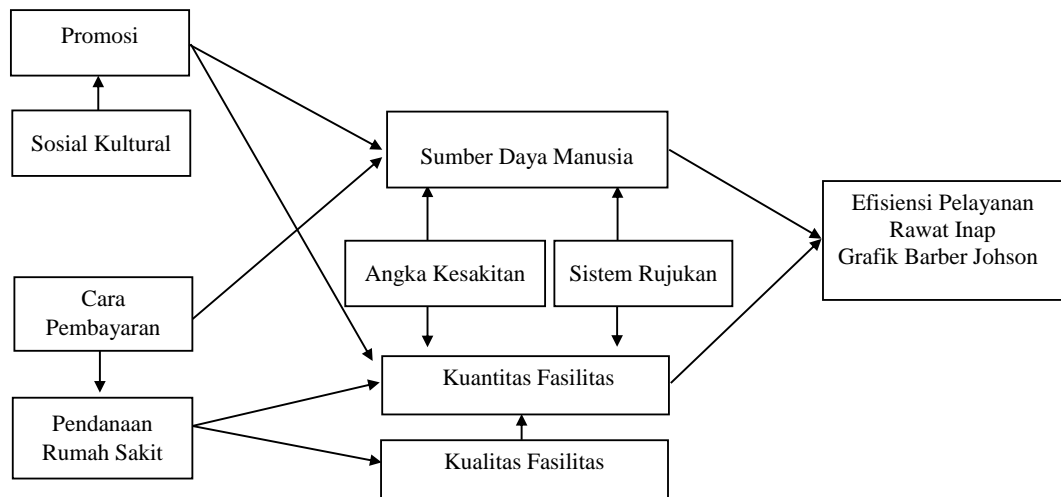 Promosi
Sosial Kultural
Sumber Daya Manusia
Efisiensi Pelayanan
Rawat Inap
Grafik Barber Johson
Angka Kesakitan
Sistem Rujukan
Cara
Pembayaran
Kuantitas Fasilitas
Pendanaan
Rumah Sakit
Kualitas Fasilitas